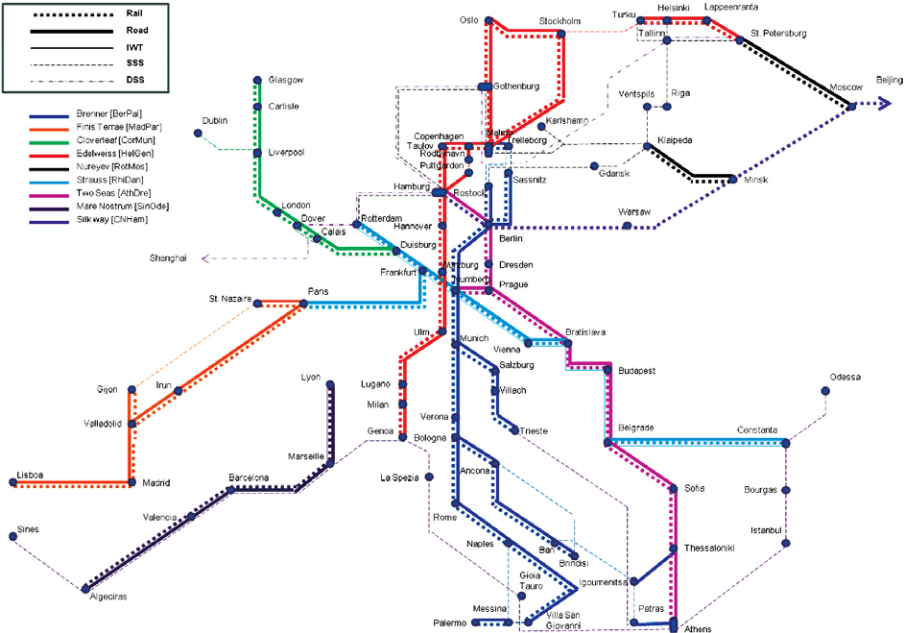 Rail
Road
IWT
SSS
DSS
Brenner [BerPal]
Finis Terrae [MadPar]
Cloverleaf [CorMun]
Edelweiss [HelGen]
Nureyev [RotMos]
Strauss [RhiDan]
Two Seas [AthDre]
Mare Nostrum [SinOde]
Silk way [CNHam]
Oslo
Stockholm
Turku
Helsinki
Lappeenranta
Tallinn
St. Petersburg
Glasgow
Gothenburg
Moscow
Beijing
Carlisle
Ventspils
Riga
Dublin
Karlshamn
Copenhagen
Malmö
Taulov
Trelleborg
Klaipeda
Liverpool
Rodbyhavn
Puttgarden
Sassnitz
Gdansk
Minsk
Hamburg
Rostock
London
Dover
Rotterdam
Hannover
Warsaw
Calais
Berlin
Duisburg
Shanghai
Frankfurt
Würzburg
Dresden
Nürnberg
Prague
St. Nazaire
Paris
Ulm
Munich
Vienna
Bratislava
Salzburg
Budapest
Gijon
Irun
Lyon
Lugano
Villach
Odessa
Milan
Valladolid
Verona
Trieste
Belgrade
Constanta
Genoa
Bologna
Marseille
Lisboa
Madrid
Barcelona
La Spezia
Ancona
Sofia
Bourgas
Valencia
Rome
Sines
Naples
Bari
Brindisi
Istanbul
Thessaloniki
Algeciras
Gioia
Tauro
Igoumenitsa
Messina
Patras
Palermo
Villa San
Giovanni
Athens